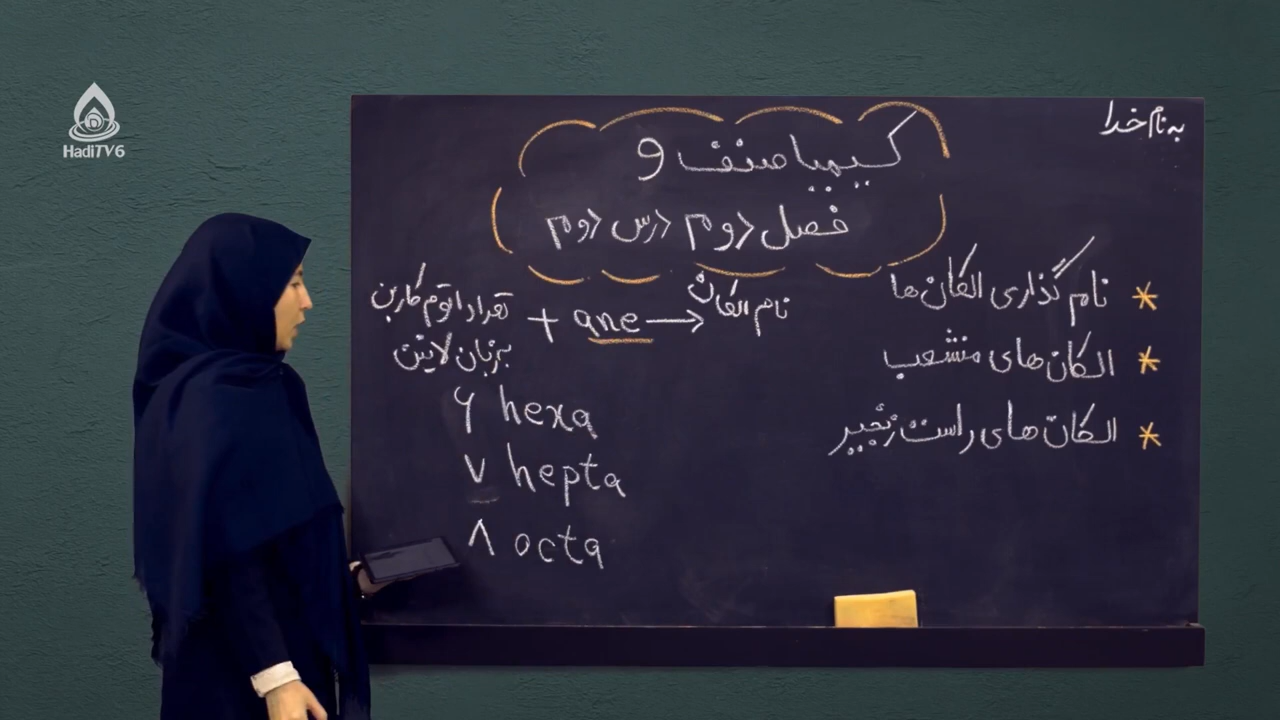 به نام خدا
کیمیا صنف ۹
فصل دوم درس دوم
* نام گذاری الکان ها
* الکان های منشعب
* الکان های راست زنجیر
تعداد اتوم کاربن + ane → نام الکان
به زبان لاتین
۶ hexa
۷ hepta
۸ octa
HadiTV6